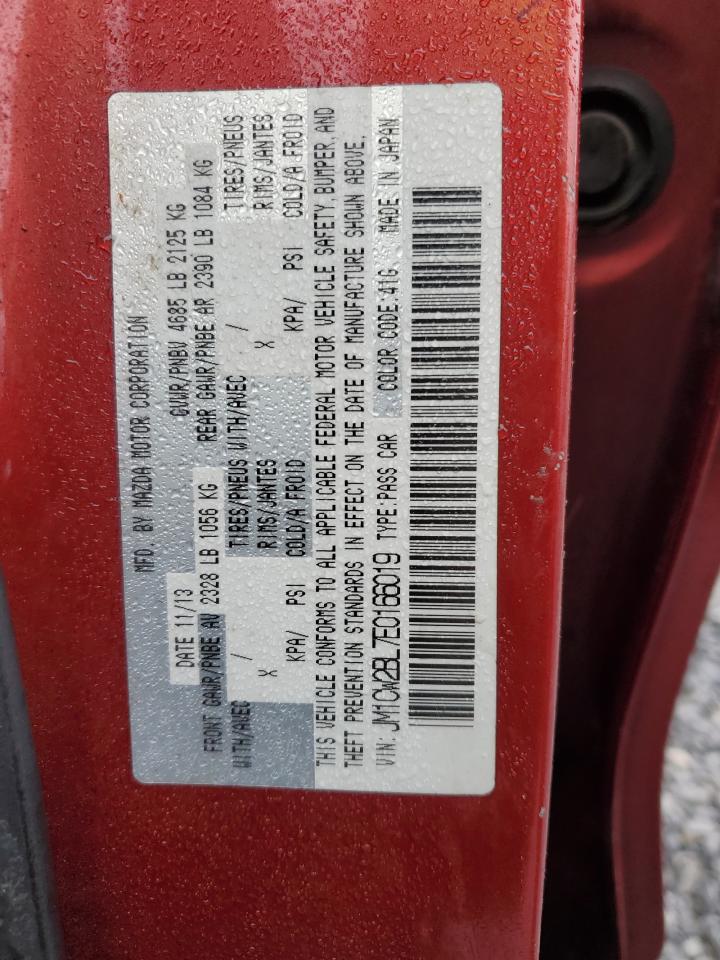 MFD. BY MAZDA MOTOR CORPORATION
DATE 11/13 GVWR/PNBV 4685 LB 2125 KG
FRONT GAWR/PNBE AV 2328 LB 1056 KG REAR GAWR/PNBE AR 2390 LB 1084 KG
WITH/AVEC TIRES/PNEUS WITH/AVEC TIRES/PNEUS
X / RIMS/JANTES X / RIMS/JANTES
KPA/ PSI COLD/A FROID KPA/ PSI COLD/A FROID
THIS VEHICLE CONFORMS TO ALL APPLICABLE FEDERAL MOTOR VEHICLE SAFETY, BUMPER, AND
THEFT PREVENTION STANDARDS IN EFFECT ON THE DATE OF MANUFACTURE SHOWN ABOVE.
VIN: JM1CW2BL7E0166019 TYPE:PASS CAR COLOR CODE:41G MADE IN JAPAN